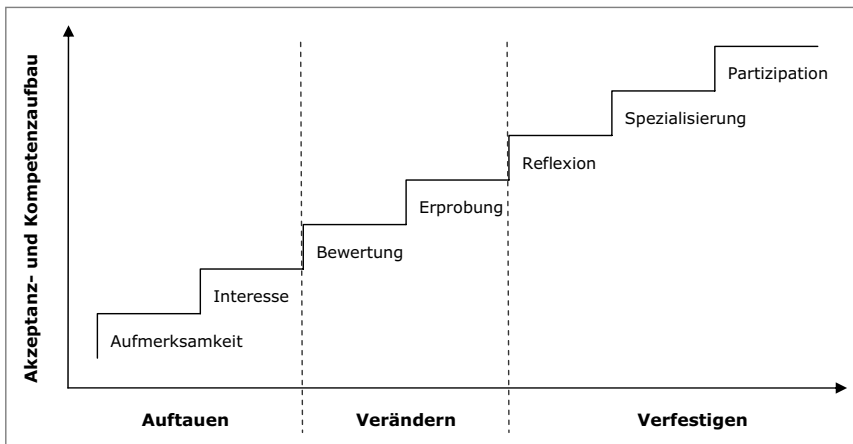 Akzeptanz- und Kompetenzaufbau
Partizipation
Spezialisierung
Reflexion
Erprobung
Bewertung
Interesse
Aufmerksamkeit
Auftauen
Verändern
Verfestigen